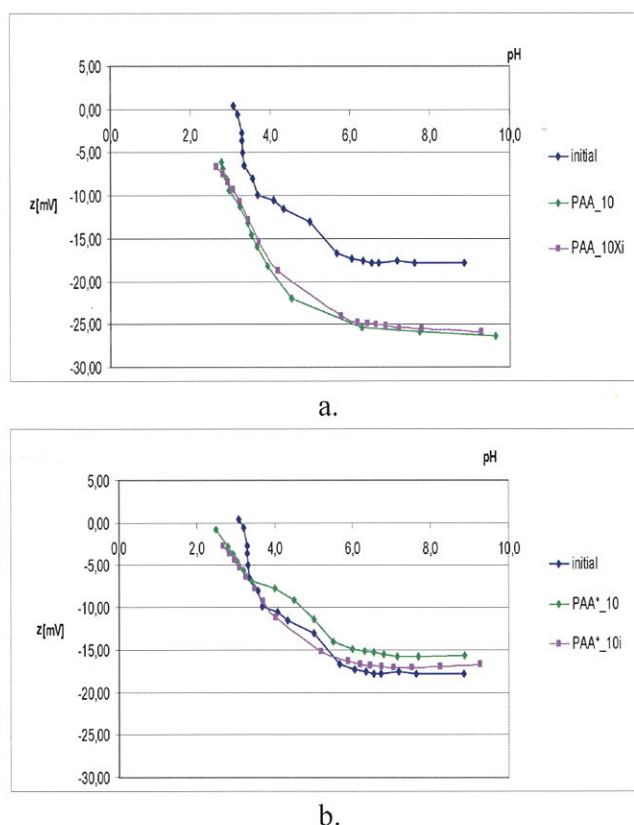 pH
5,00
0,00
0,0 2,0 4,0 6,0 8,0 10,0
-5,00
z[mV]
-10,00
-15,00
-20,00
-25,00
-30,00
initial
PAA_10
PAA_10Xi
a.
pH
5,00
0,00
0,0 2,0 4,0 6,0 8,0 10,0
-5,00
z[mV]
-10,00
-15,00
-20,00
-25,00
-30,00
initial
PAA*_10
PAA*_10i
b.